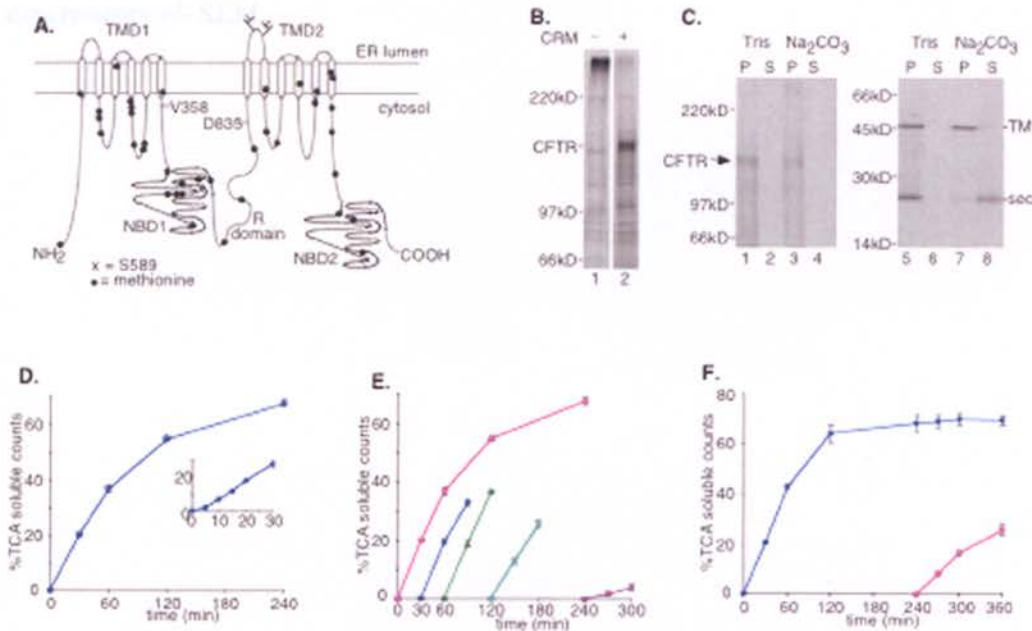 A.
TMD1
TMD2
ER lumen
cytosol
V358
D835
NBD1
R
domain
NBD2
NH2
COOH
x = S589
● = methionine
B.
CRM - +
220kD
CFTR
97kD
66kD
1 2
C.
Tris Na2CO3
P S P S
220kD
CFTR
97kD
66kD
1 2 3 4
Tris Na2CO3
P S P S
66kD
45kD
30kD
14kD
TM
sec
5 6 7 8
D.
%TCA soluble counts
60
40
20
0
0 60 120 180 240
time (min)
20
0
0 10 20 30
E.
%TCA soluble counts
60
40
20
0
0 30 60 120 180 240 300
time (min)
F.
%TCA soluble counts
80
60
40
20
0
0 60 120 180 240 300 360
time (min)